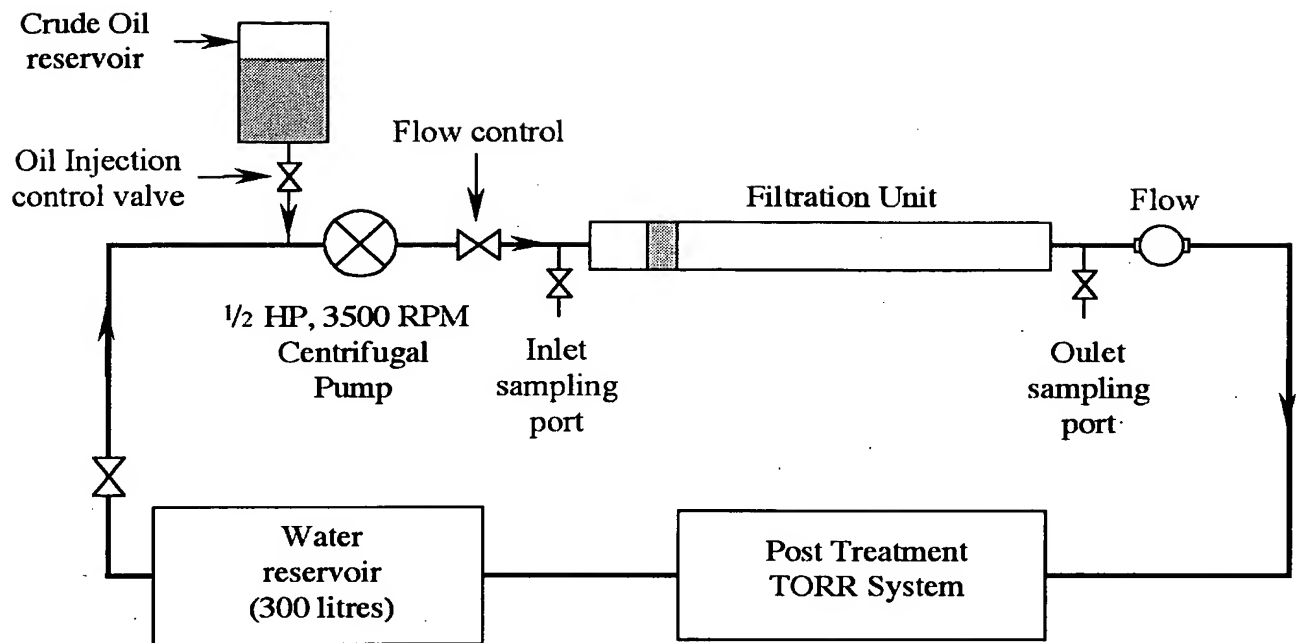 Crude Oil
reservoir
Oil Injection
control valve
Flow control
Filtration Unit
Flow
½ HP, 3500 RPM
Centrifugal
Pump
Inlet
sampling
port
Oulet
sampling
port
Water
reservoir
(300 litres)
Post Treatment
TORR System